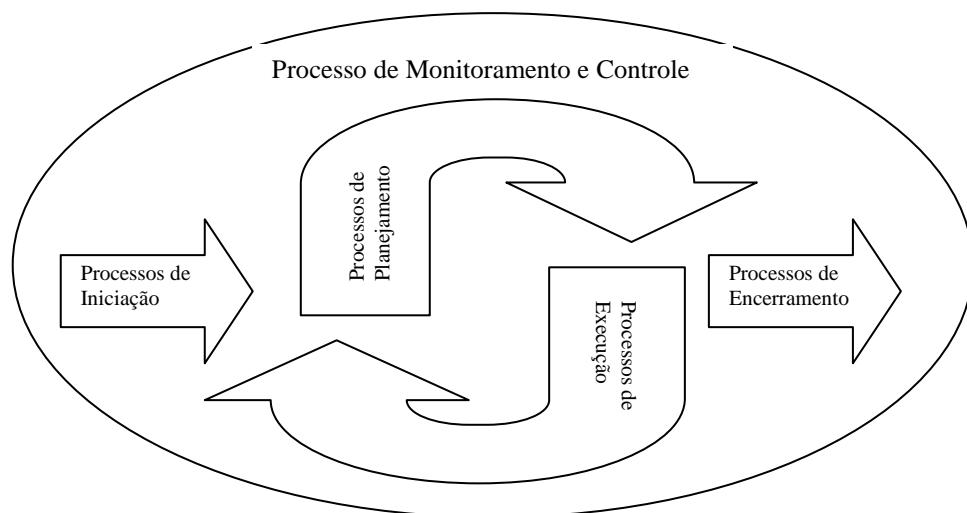 Processo de Monitoramento e Controle
Processos de
Planejamento
Processos de
Iniciação
Processos de
Encerramento
Processos de
Execução